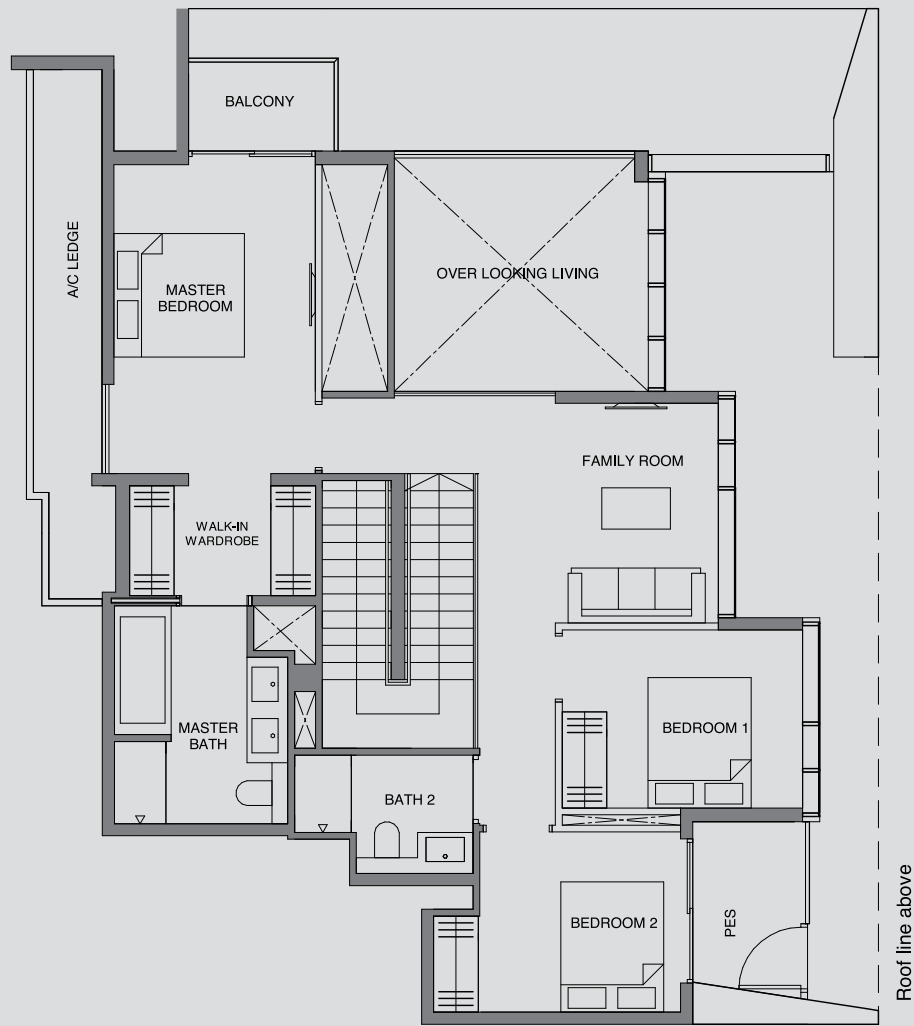 BALCONY
A/C LEDGE
MASTER
BEDROOM
OVER LOOKING LIVING
FAMILY ROOM
WALK-IN
WARDROBE
MASTER
BATH
BEDROOM 1
BATH 2
BEDROOM 2
PES
Roof line above